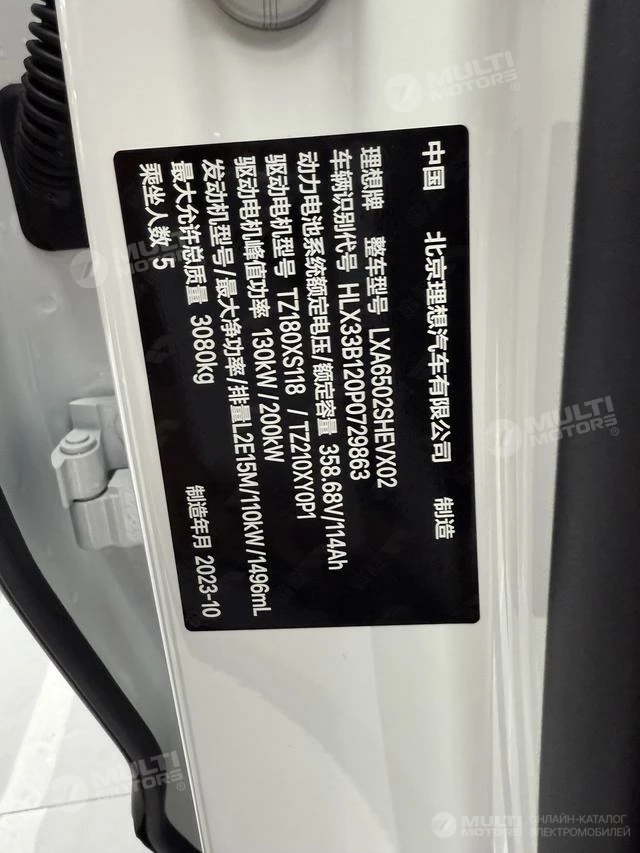 中国 北京理想汽车有限公司 制造
理想牌 整车型号 LXA6502SHEVX02
车辆识别代号 HLX33B120P0729863
动力电池系统额定电压/额定容量 358.68V/114Ah
驱动电机型号 TZ180XS118 / TZ210XY0P1
驱动电机峰值功率 130kW / 200kW
发动机型号/最大净功率/排量L2E15M/110kW/1496mL
最大允许总质量 3080kg
乘坐人数 5 制造年月 2023-10
MULTI MOTORS®
MULTI MOTORS®
MULTI MOTORS®
MULTI MOTORS®
MULTI MOTORS®
MULTI MOTORS
ОНЛАЙН-КАТАЛОГ
ЭЛЕКТРОМОБИЛЕЙ